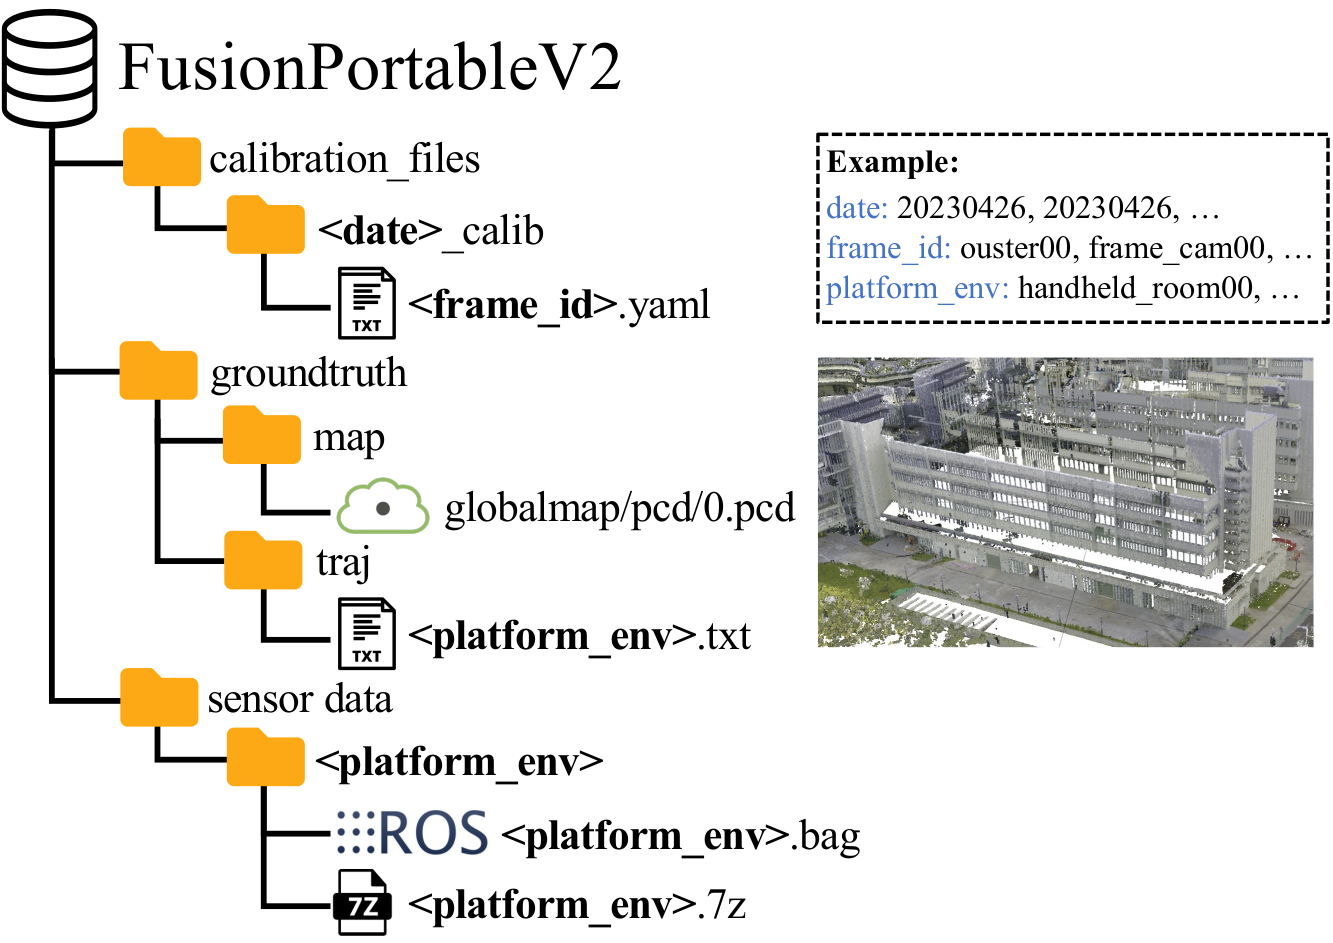 FusionPortableV2
calibration_files
<date>_calib
TXT
<frame_id>.yaml
groundtruth
map
globalmap/pcd/0.pcd
traj
TXT
<platform_env>.txt
sensor data
<platform_env>
ROS <platform_env>.bag
7Z <platform_env>.7z
Example:
date: 20230426, 20230426, ...
frame_id: ouster00, frame_cam00, ...
platform_env: handheld_room00, ...